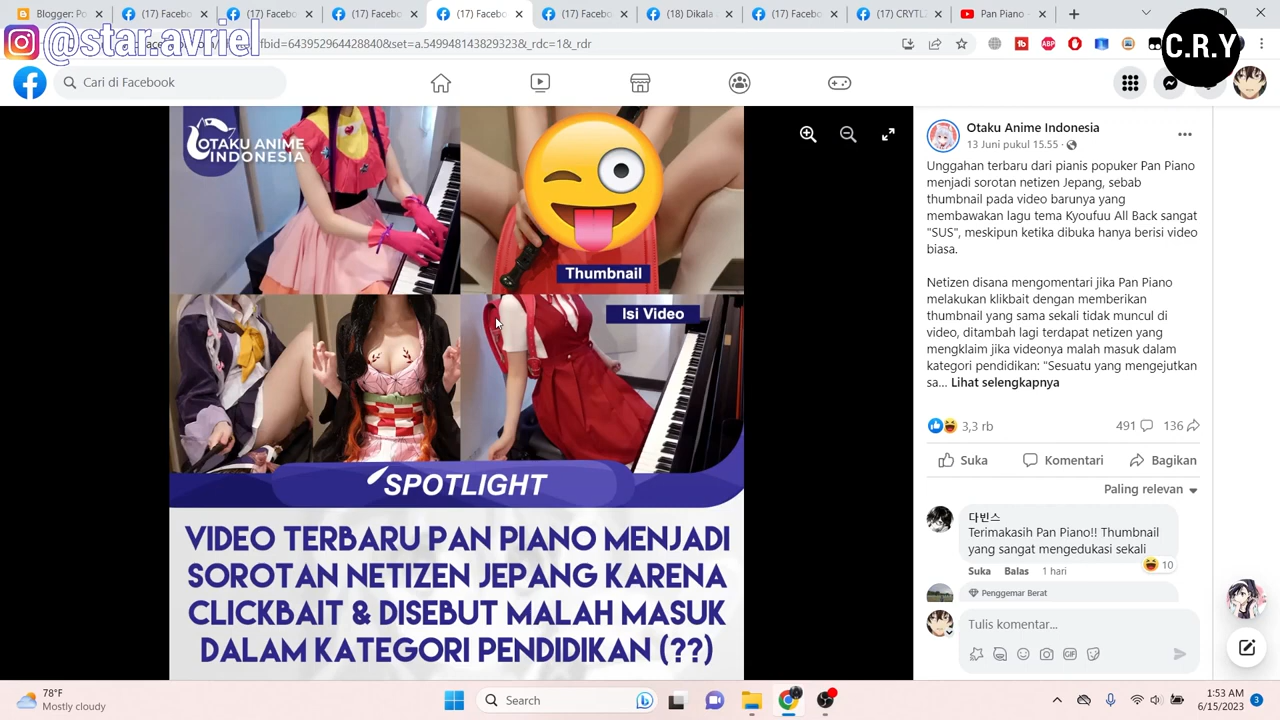 Blogger: Po
(17) Facebo
(17) Facebo
(17) Facebo
(17) Facebo
(17) Facebo
(18) Dikala
(17) Facebo
(17) CRYTL
Pan Piano -
@star.avriel
fbid=643952964428840&set=a.549948143829323&_rdc=1&_rdr
C.R.Y
Cari di Facebook
OTAKU ANIME
INDONESIA
Thumbnail
Isi Video
SPOTLIGHT
VIDEO TERBARU PAN PIANO MENJADI
SOROTAN NETIZEN JEPANG KARENA
CLICKBAIT & DISEBUT MALAH MASUK
DALAM KATEGORI PENDIDIKAN (??)
Otaku Anime Indonesia
13 Juni pukul 15.55 ·
Unggahan terbaru dari pianis popuker Pan Piano
menjadi sorotan netizen Jepang, sebab
thumbnail pada video barunya yang
membawakan lagu tema Kyoufuu All Back sangat
"SUS", meskipun ketika dibuka hanya berisi video
biasa.
Netizen disana mengomentari jika Pan Piano
melakukan klikbait dengan memberikan
thumbnail yang sama sekali tidak muncul di
video, ditambah lagi terdapat netizen yang
mengklaim jika videonya malah masuk dalam
kategori pendidikan: "Sesuatu yang mengejutkan
sa... Lihat selengkapnya
3,3 rb
491
136
Suka
Komentari
Bagikan
Paling relevan
다빈스
Terimakasih Pan Piano!! Thumbnail
yang sangat mengedukasi sekali
10
Suka Balas 1 hari
Penggemar Berat
Tulis komentar...
78°F
Mostly cloudy
Search
1:53 AM
6/15/2023
3